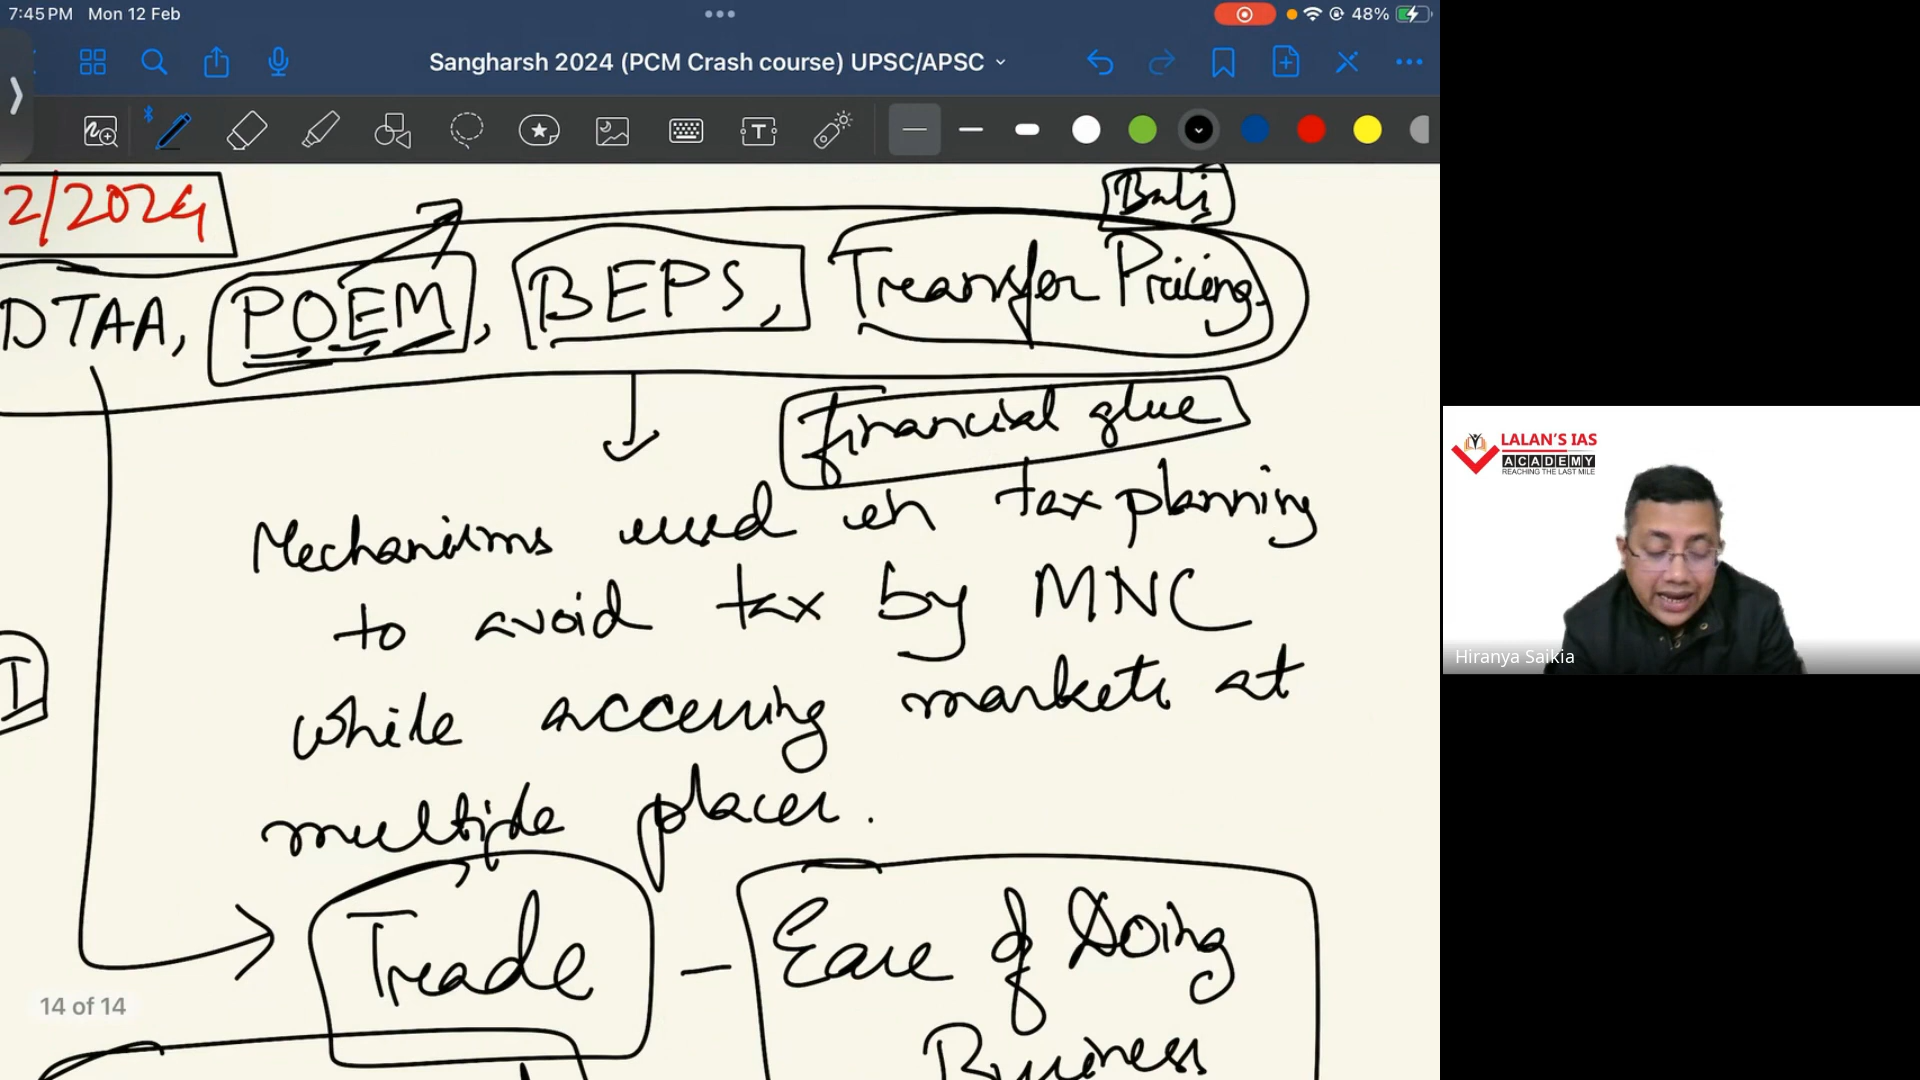 7:45 PM Mon 12 Feb
48%
Sangharsh 2024 (PCM Crash course) UPSC/APSC
2/2024
Bali
DTAA, POEM, BEPS, Transfer Pricing
financial glue
Mechanisms used in tax planning
to avoid tax by MNC
while accessing markets at
multiple places.
I
Trade - Ease of Doing
Business
14 of 14
LALAN'S IAS
ACADEMY
REACHING THE LAST MILE
Hiranya Saikia